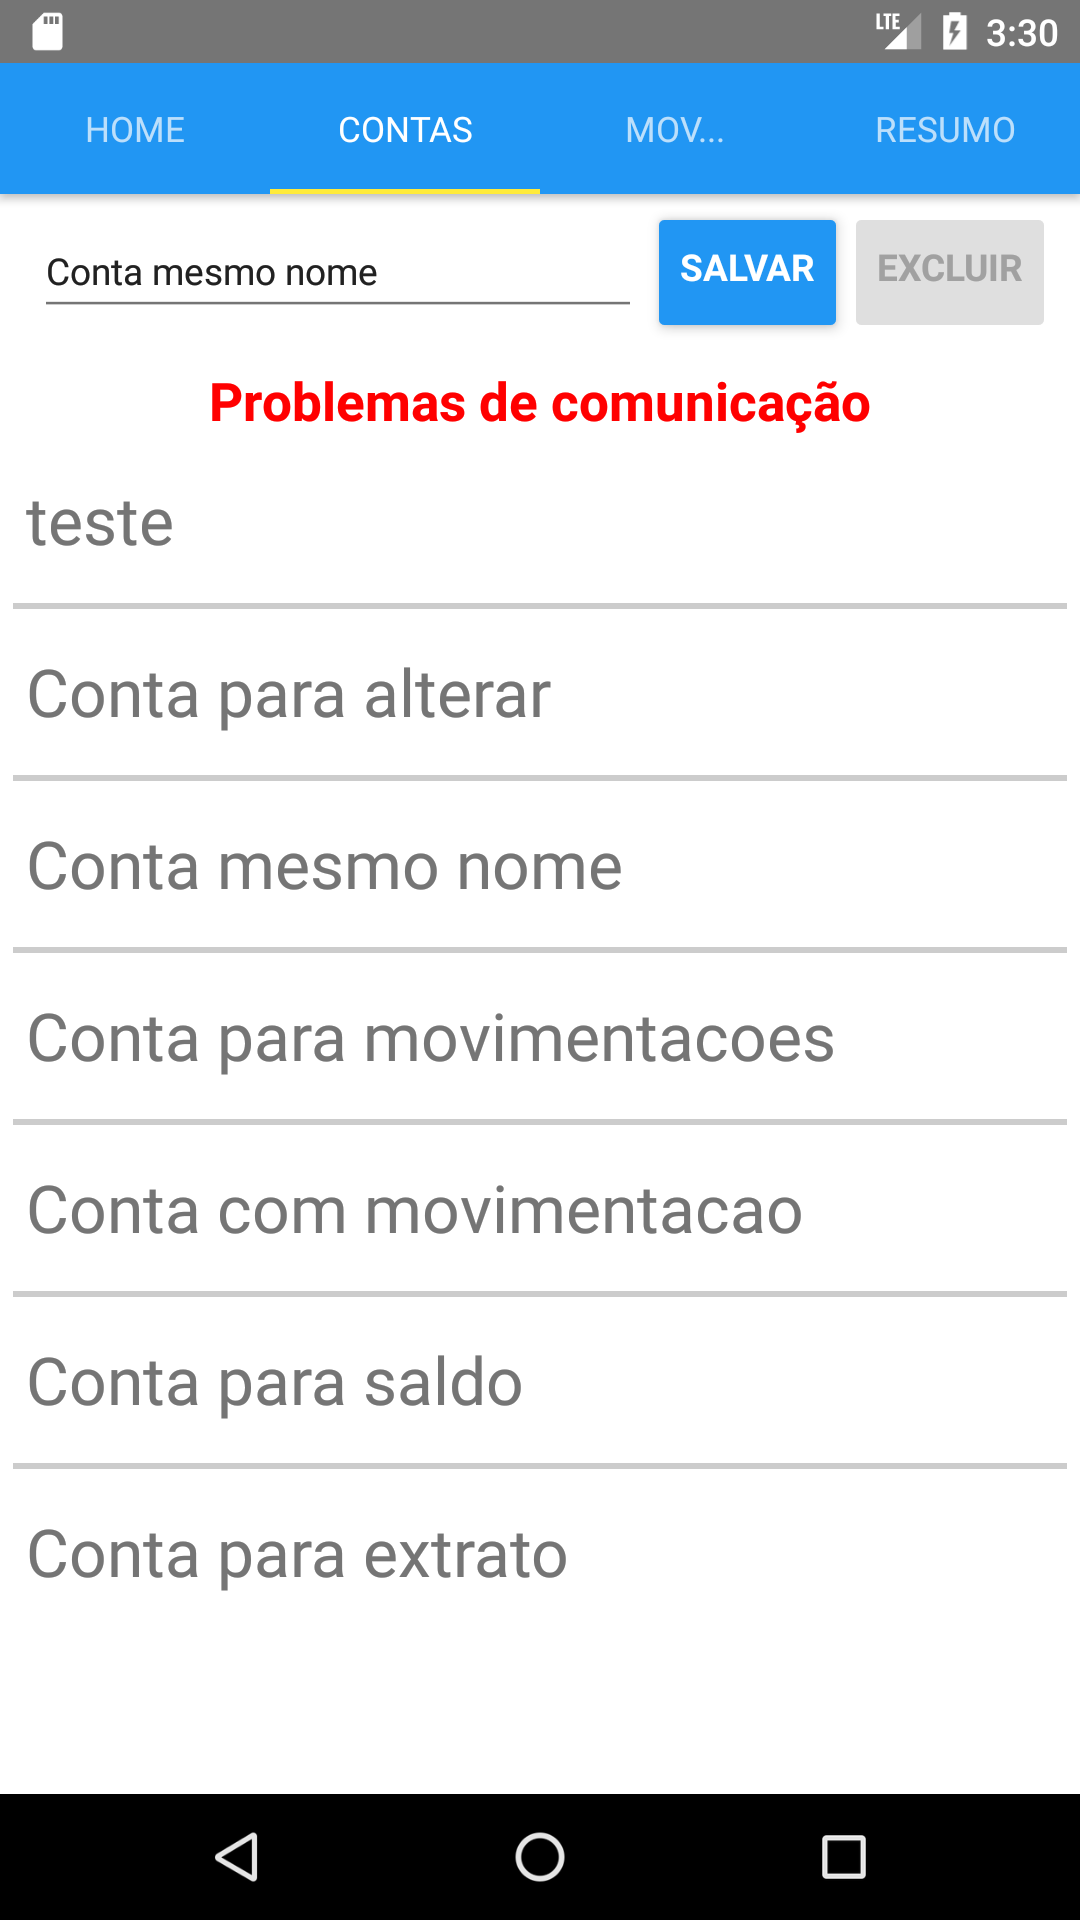 LTE 3:30
HOME CONTAS MOV... RESUMO
Conta mesmo nome SALVAR EXCLUIR
Problemas de comunicação
teste
Conta para alterar
Conta mesmo nome
Conta para movimentacoes
Conta com movimentacao
Conta para saldo
Conta para extrato